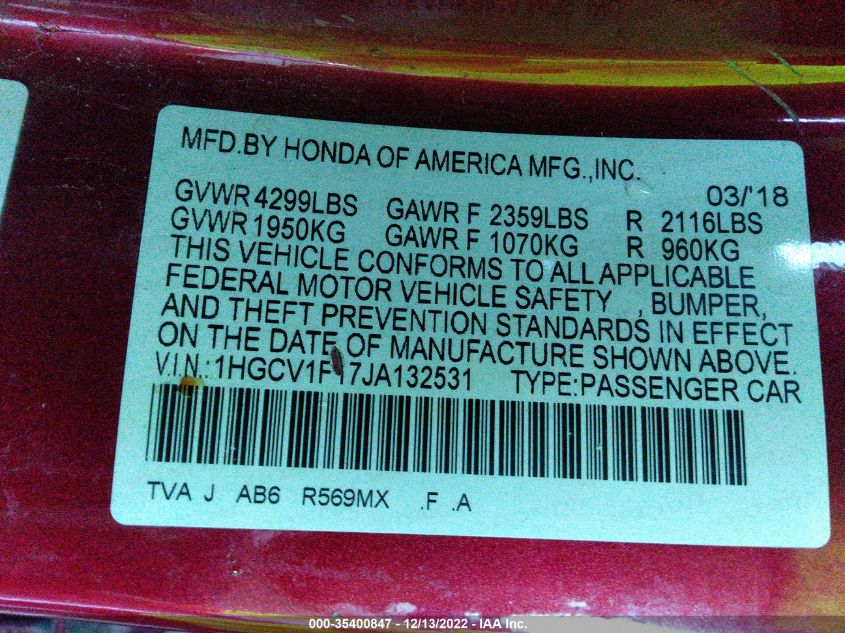 MFD.BY HONDA OF AMERICA MFG.,INC.
03/'18
GVWR 4299LBS GAWR F 2359LBS R 2116LBS
GVWR 1950KG GAWR F 1070KG R 960KG
THIS VEHICLE CONFORMS TO ALL APPLICABLE
FEDERAL MOTOR VEHICLE SAFETY , BUMPER,
AND THEFT PREVENTION STANDARDS IN EFFECT
ON THE DATE OF MANUFACTURE SHOWN ABOVE.
V.I.N.:1HGCV1F17JA132531 TYPE:PASSENGER CAR
TVA J AB6 R569MX .F .A
000-35400847 - 12/13/2022 - IAA Inc.